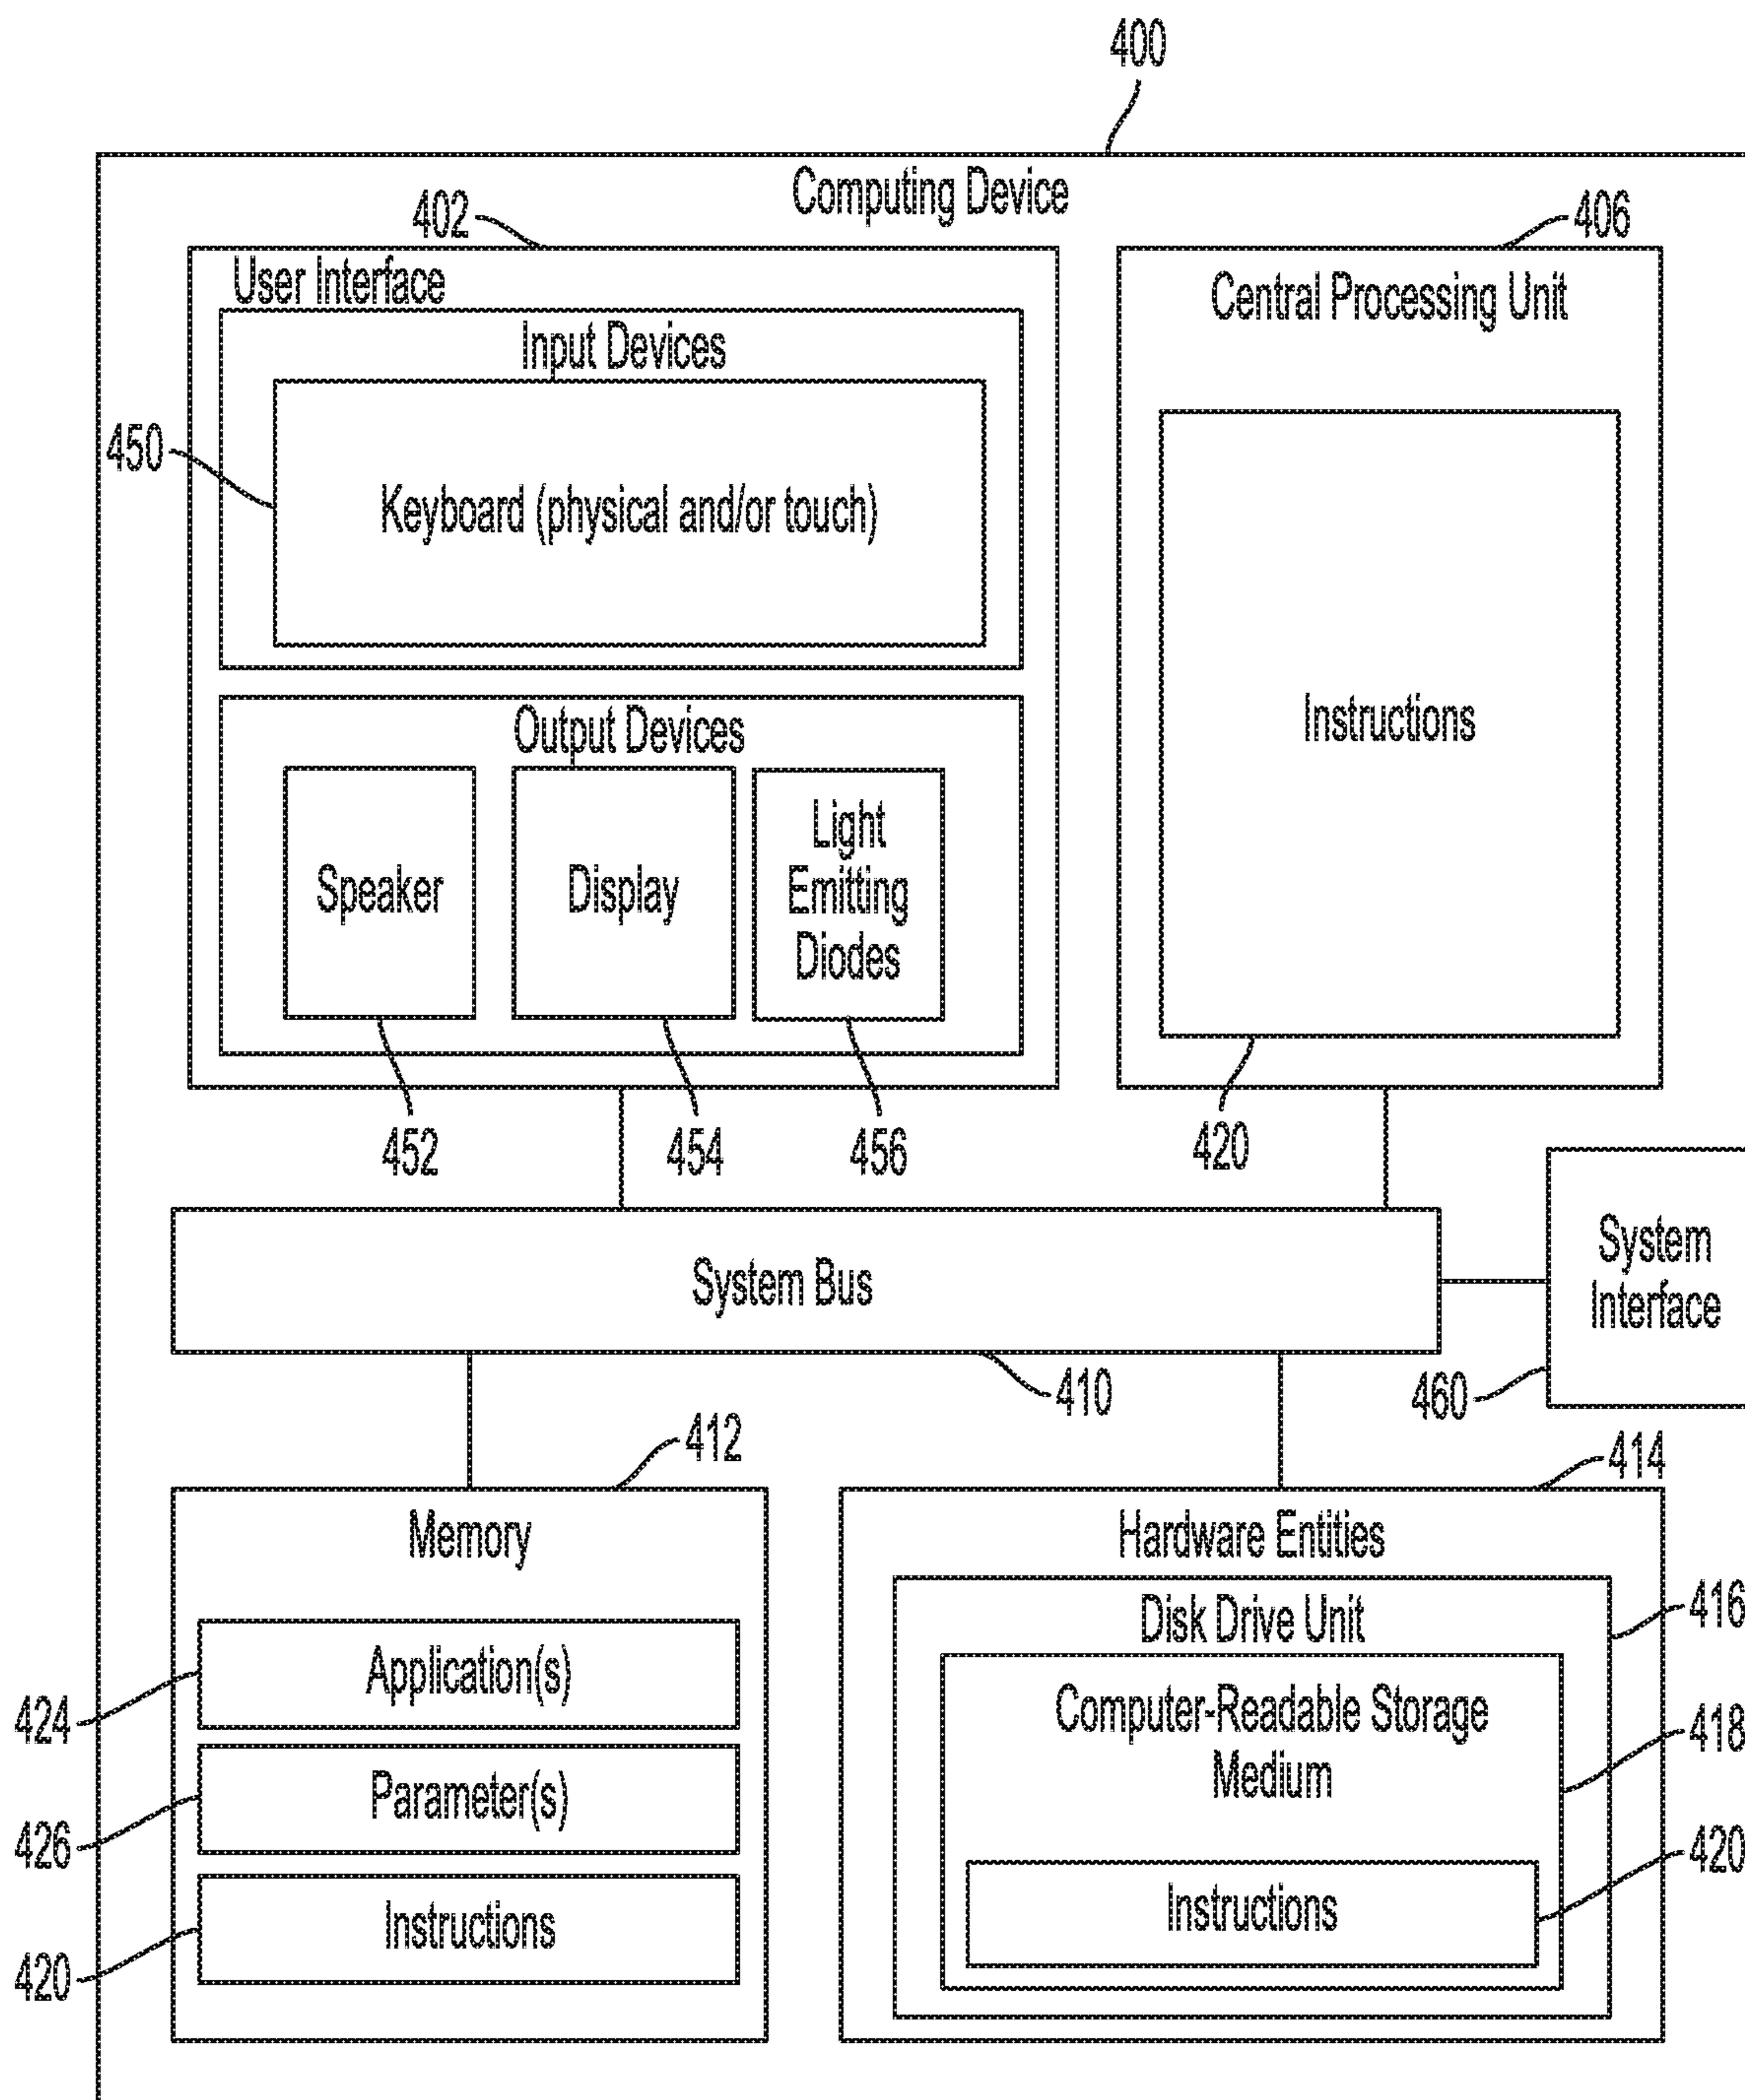 400
Computing Device
402
406
User Interface
Central Processing Unit
Input Devices
450
Keyboard (physical and/or touch)
Instructions
Output Devices
Speaker
Display
Light
Emitting
Diodes
452
454
456
420
System Bus
System
Interface
410
460
412
414
Memory
Hardware Entities
416
Disk Drive Unit
Application(s)
424
Computer-Readable Storage
Medium
418
Parameter(s)
426
420
Instructions
Instructions
420